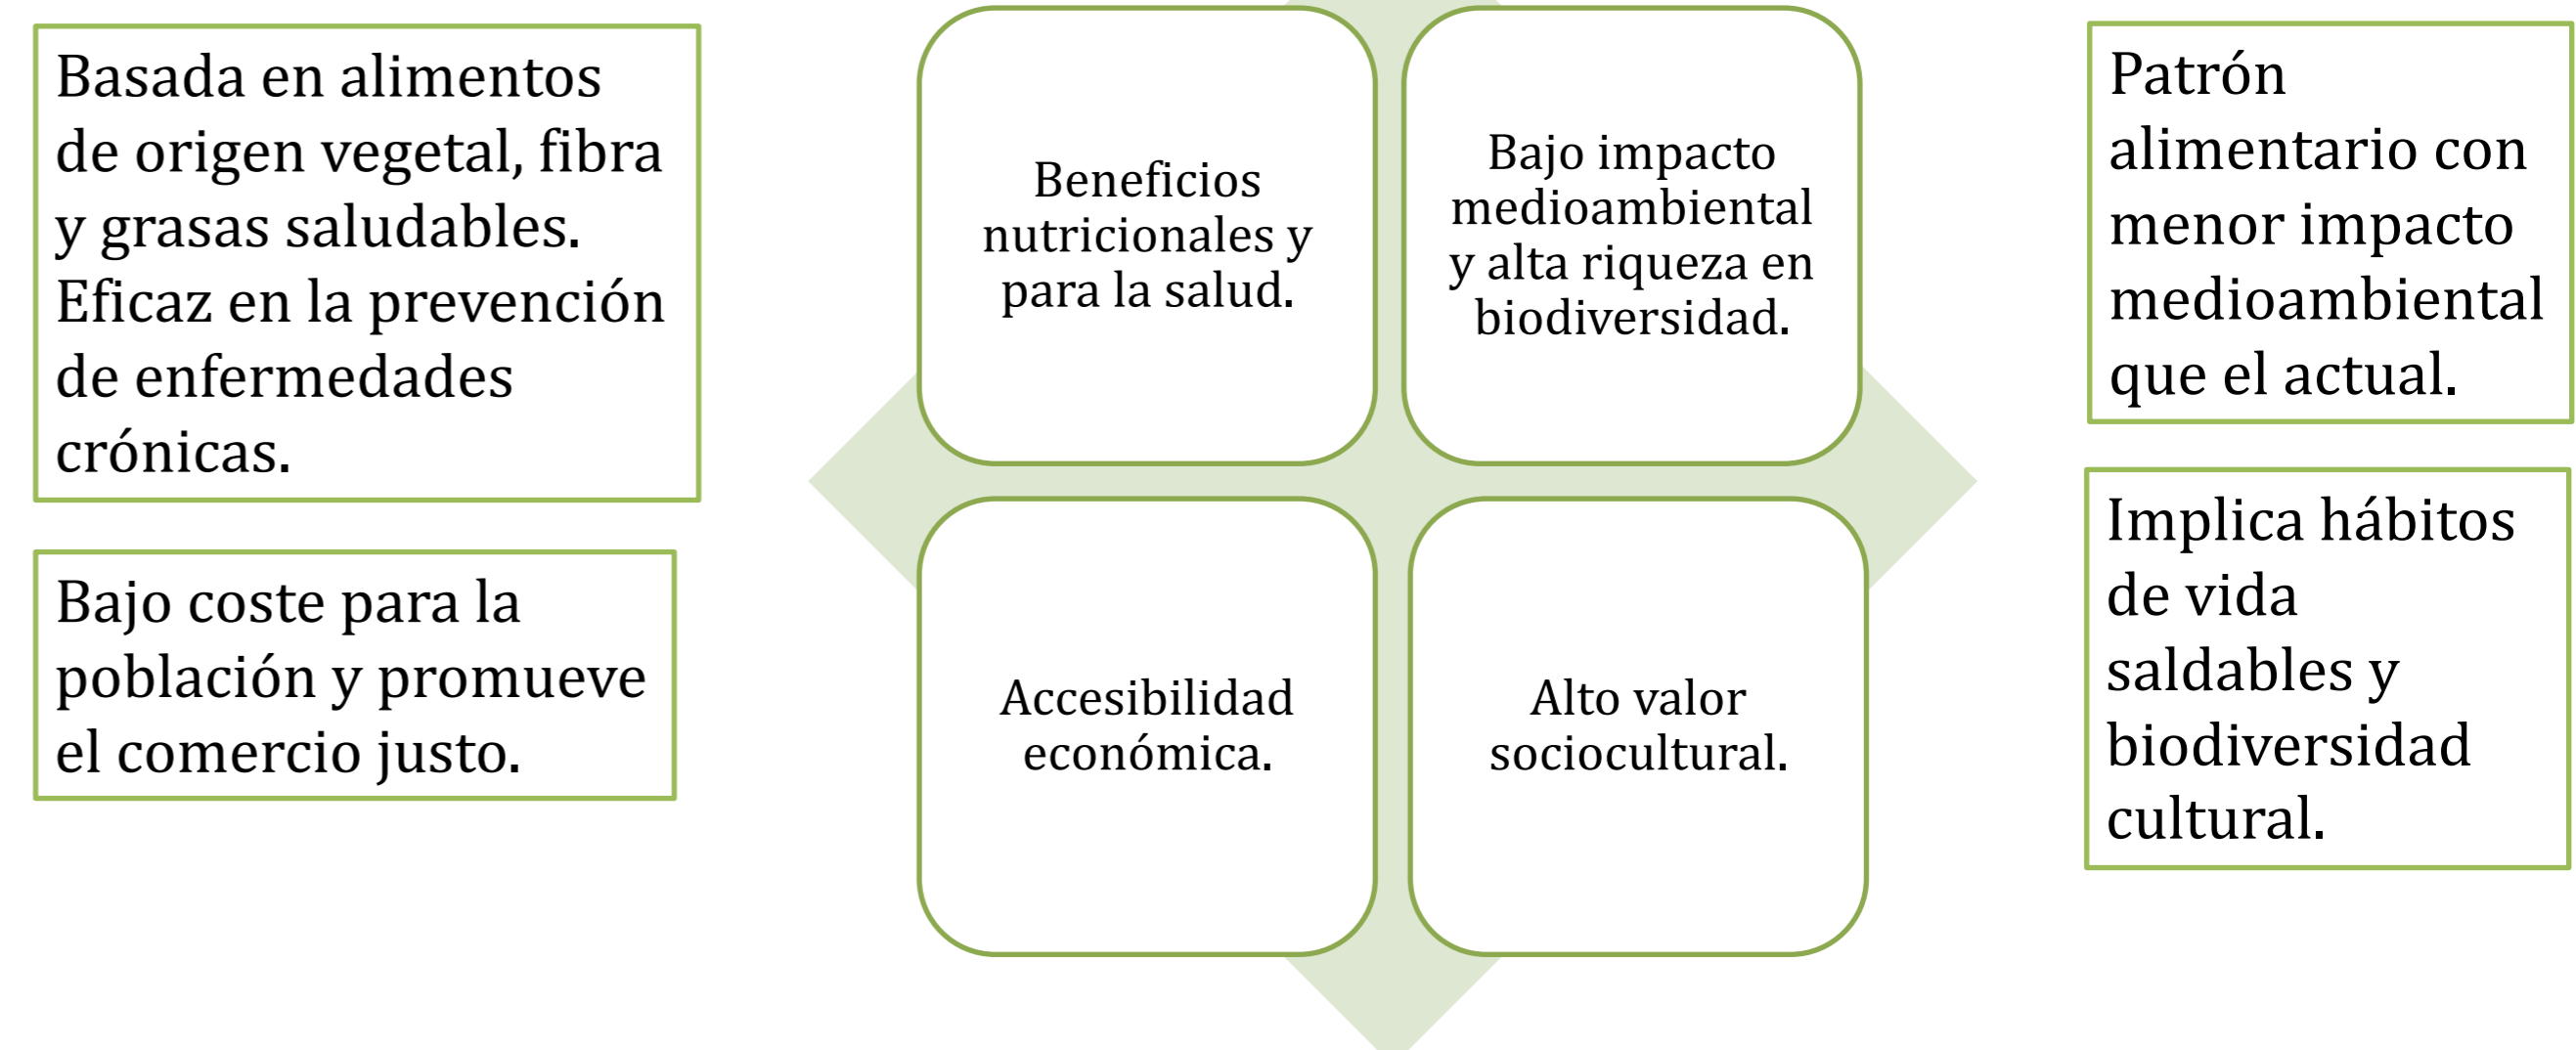 Basada en alimentos
de origen vegetal, fibra
y grasas saludables.
Eficaz en la prevención
de enfermedades
crónicas.
Bajo coste para la
población y promueve
el comercio justo.
Beneficios
nutricionales y
para la salud.
Bajo impacto
medioambiental
y alta riqueza en
biodiversidad.
Accesibilidad
económica.
Alto valor
sociocultural.
Patrón
alimentario con
menor impacto
medioambiental
que el actual.
Implica hábitos
de vida
saldables y
biodiversidad
cultural.